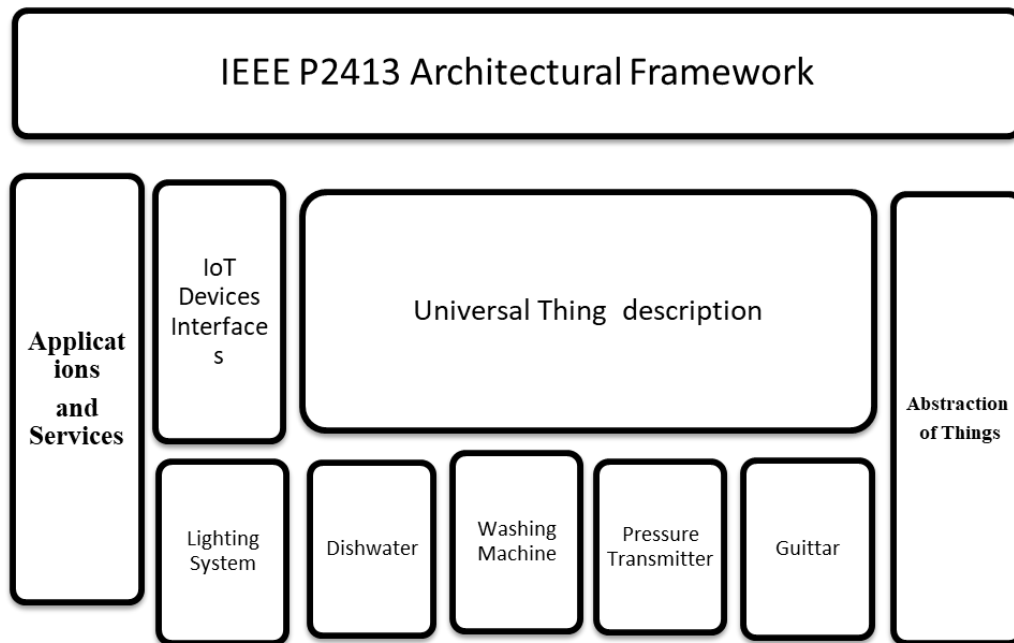 IEEE P2413 Architectural Framework
Applicat
ions
and
Services
IoT
Devices
Interface
s
Universal Thing description
Abstraction
of Things
Lighting
System
Dishwater
Washing
Machine
Pressure
Transmitter
Guittar